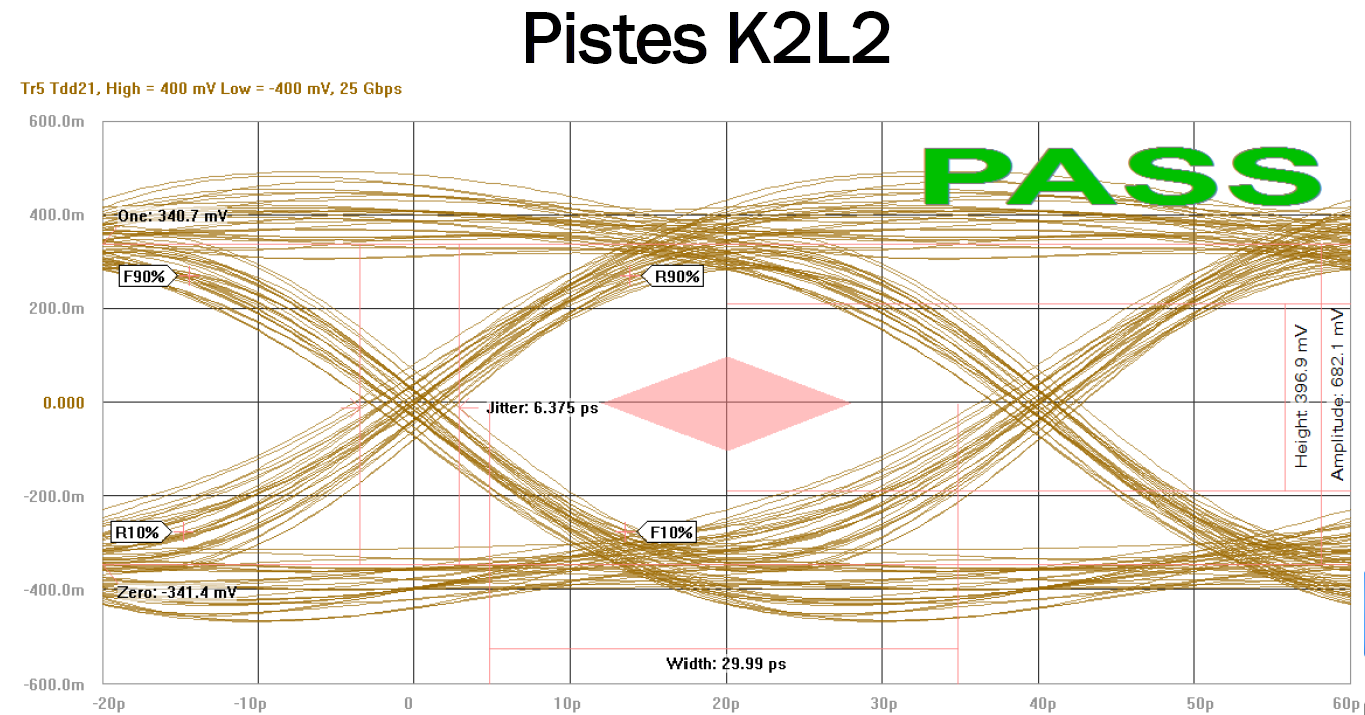 Pistes K2L2
Tr5 Tdd21, High = 400 mV Low = -400 mV, 25 Gbps
600.0m
PASS
400.0m
One: 340.7 mV
F90%
R90%
200.0m
Height: 396.9 mV
Amplitude: 682.1 mV
0.000
Jitter: 6.375 ps
-200.0m
R10%
F10%
-400.0m
Zero: -341.4 mV
Width: 29.99 ps
-600.0m
-20p -10p 0 10p 20p 30p 40p 50p 60p